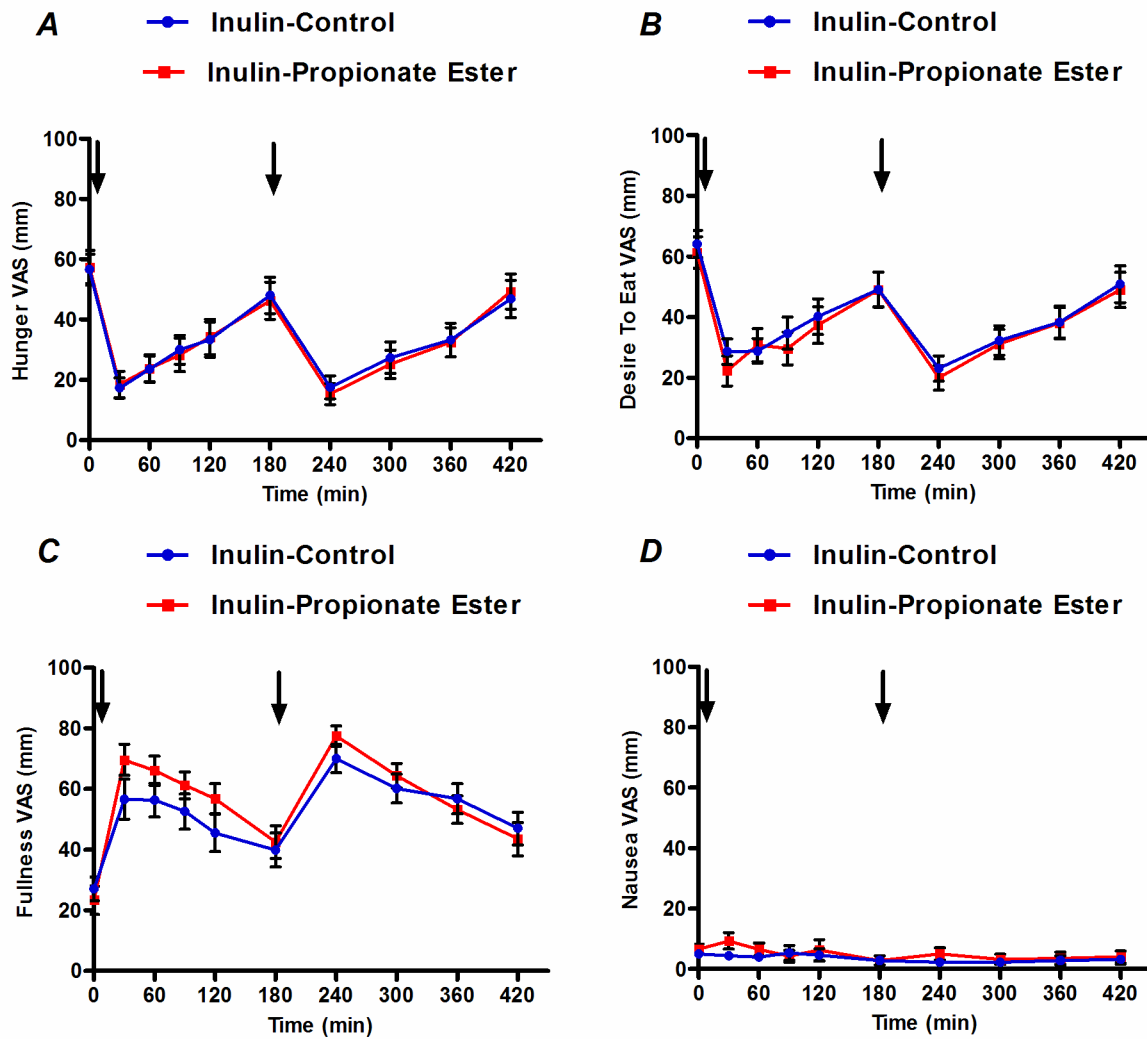 A
Inulin-Control
Inulin-Propionate Ester
Hunger VAS (mm)
100
80
60
40
20
0
0 60 120 180 240 300 360 420
Time (min)
B
Inulin-Control
Inulin-Propionate Ester
Desire To Eat VAS (mm)
100
80
60
40
20
0
0 60 120 180 240 300 360 420
Time (min)
C
Inulin-Control
Inulin-Propionate Ester
Fullness VAS (mm)
100
80
60
40
20
0
0 60 120 180 240 300 360 420
Time (min)
D
Inulin-Control
Inulin-Propionate Ester
Nausea VAS (mm)
100
80
60
40
20
0
0 60 120 180 240 300 360 420
Time (min)